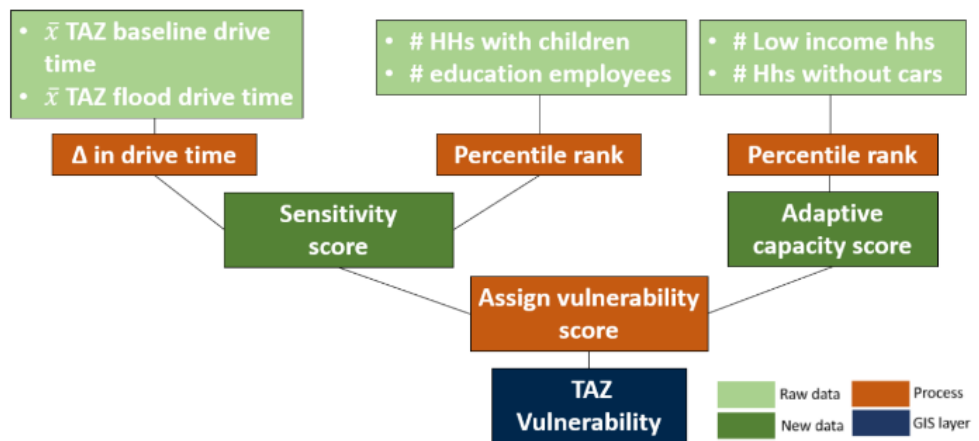 • x̄ TAZ baseline drive
time
• x̄ TAZ flood drive time
• # HHs with children
• # education employees
• # Low income hhs
• # Hhs without cars
Δ in drive time
Percentile rank
Percentile rank
Sensitivity
score
Adaptive
capacity score
Assign vulnerability
score
TAZ
Vulnerability
Raw data
Process
New data
GIS layer